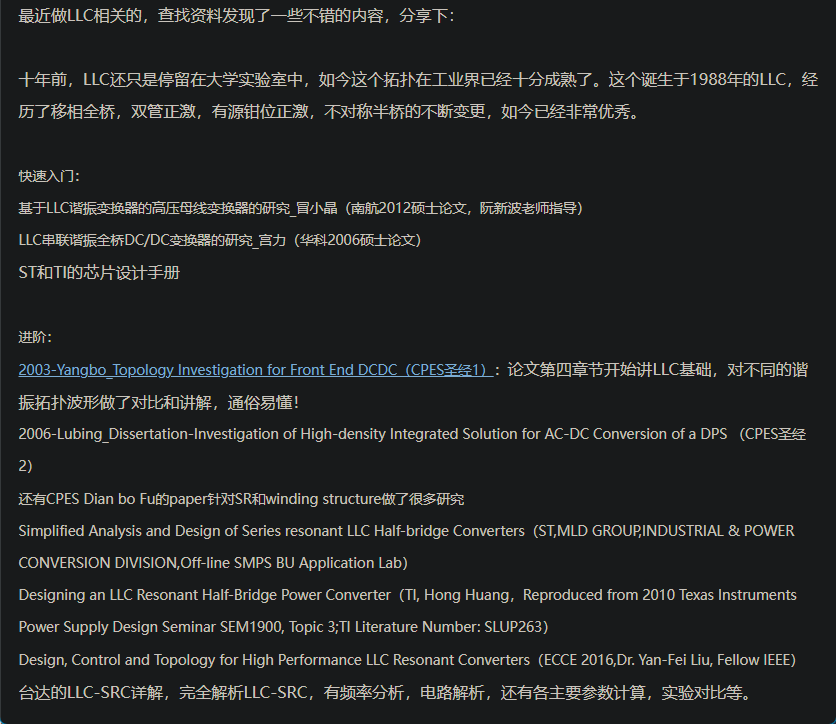 最近做LLC相关的，查找资料发现了一些不错的内容，分享下：
十年前，LLC还只是停留在大学实验室中，如今这个拓扑在工业界已经十分成熟了。这个诞生于1988年的LLC，经
历了移相全桥，双管正激，有源钳位正激，不对称半桥的不断变更，如今已经非常优秀。
快速入门：
基于LLC谐振变换器的高压母线变换器的研究_冒小晶（南航2012硕士论文，阮新波老师指导）
LLC串联谐振全桥DC/DC变换器的研究_宫力（华科2006硕士论文）
ST和TI的芯片设计手册
进阶：
2003-Yangbo_Topology Investigation for Front End DCDC（CPES圣经1）：论文第四章节开始讲LLC基础，对不同的谐
振拓扑波形做了对比和讲解，通俗易懂！
2006-Lubing_Dissertation-Investigation of High-density Integrated Solution for AC-DC Conversion of a DPS （CPES圣经
2）
还有CPES Dian bo Fu的paper针对SR和winding structure做了很多研究
Simplified Analysis and Design of Series resonant LLC Half-bridge Converters（ST,MLD GROUP,INDUSTRIAL & POWER
CONVERSION DIVISION,Off-line SMPS BU Application Lab）
Designing an LLC Resonant Half-Bridge Power Converter（TI, Hong Huang，Reproduced from 2010 Texas Instruments
Power Supply Design Seminar SEM1900, Topic 3;TI Literature Number: SLUP263）
Design, Control and Topology for High Performance LLC Resonant Converters（ECCE 2016,Dr. Yan-Fei Liu, Fellow IEEE）
台达的LLC-SRC详解，完全解析LLC-SRC，有频率分析，电路解析，还有各主要参数计算，实验对比等。